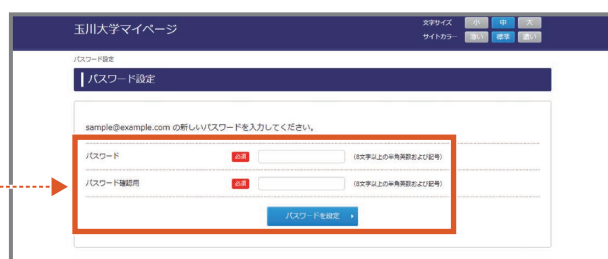 玉川大学マイページ
文字サイズ 小 中 大
サイトカラー 薄い 標準 濃い
パスワード設定
パスワード設定
sample@example.com の新しいパスワードを入力してください。
パスワード 必須 (8文字以上の半角英数および記号)
パスワード確認用 必須 (8文字以上の半角英数および記号)
パスワードを設定